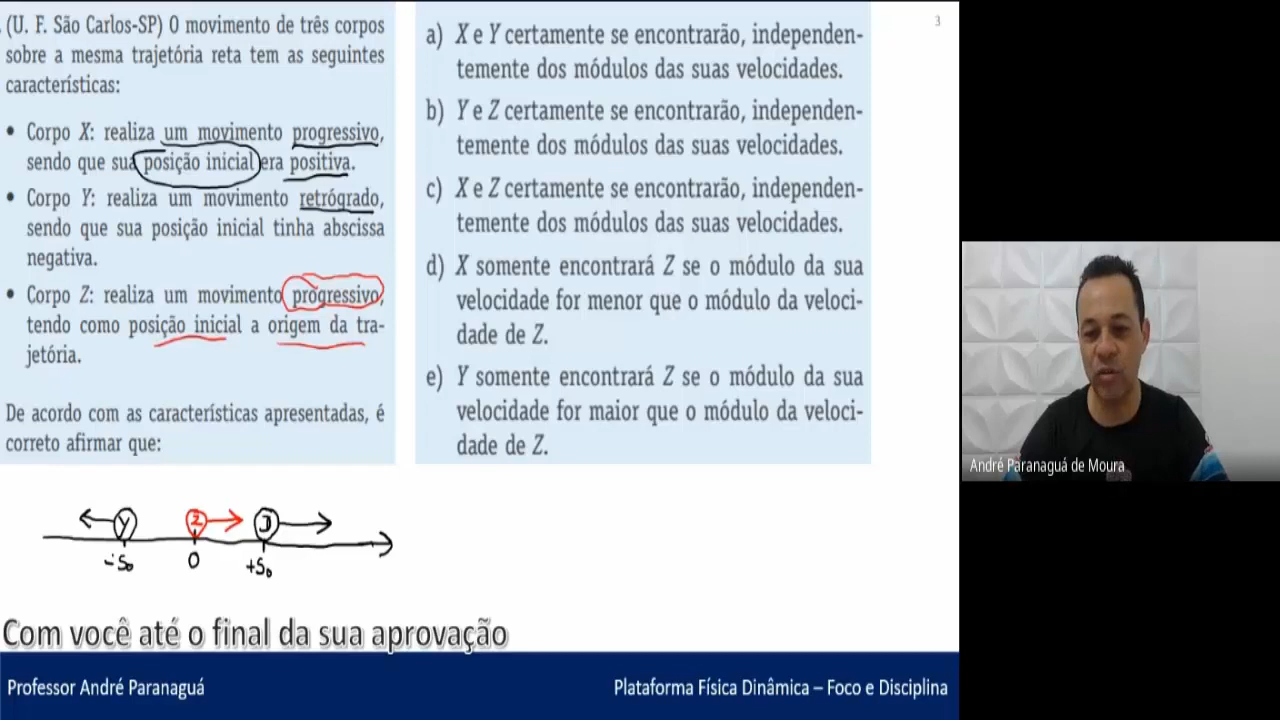 3
. (U. F. São Carlos-SP) O movimento de três corpos
sobre a mesma trajetória reta tem as seguintes
características:
• Corpo X: realiza um movimento progressivo,
sendo que sua posição inicial era positiva.
• Corpo Y: realiza um movimento retrógrado,
sendo que sua posição inicial tinha abscissa
negativa.
• Corpo Z: realiza um movimento progressivo,
tendo como posição inicial a origem da tra-
jetória.
De acordo com as características apresentadas, é
correto afirmar que:
a) X e Y certamente se encontrarão, independen-
temente dos módulos das suas velocidades.
b) Y e Z certamente se encontrarão, independen-
temente dos módulos das suas velocidades.
c) X e Z certamente se encontrarão, independen-
temente dos módulos das suas velocidades.
d) X somente encontrará Z se o módulo da sua
velocidade for menor que o módulo da veloci-
dade de Z.
e) Y somente encontrará Z se o módulo da sua
velocidade for maior que o módulo da veloci-
dade de Z.
Y Z
-S₀ 0 +S₀
Com você até o final da sua aprovação
Professor André Paranaguá
Plataforma Física Dinâmica – Foco e Disciplina
André Paranaguá de Moura